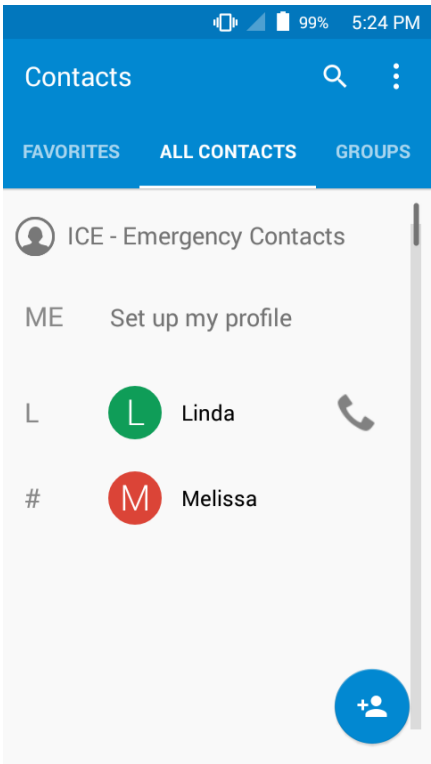 99% 5:24 PM
Contacts
FAVORITES ALL CONTACTS GROUPS
ICE - Emergency Contacts
ME Set up my profile
L L Linda
# M Melissa